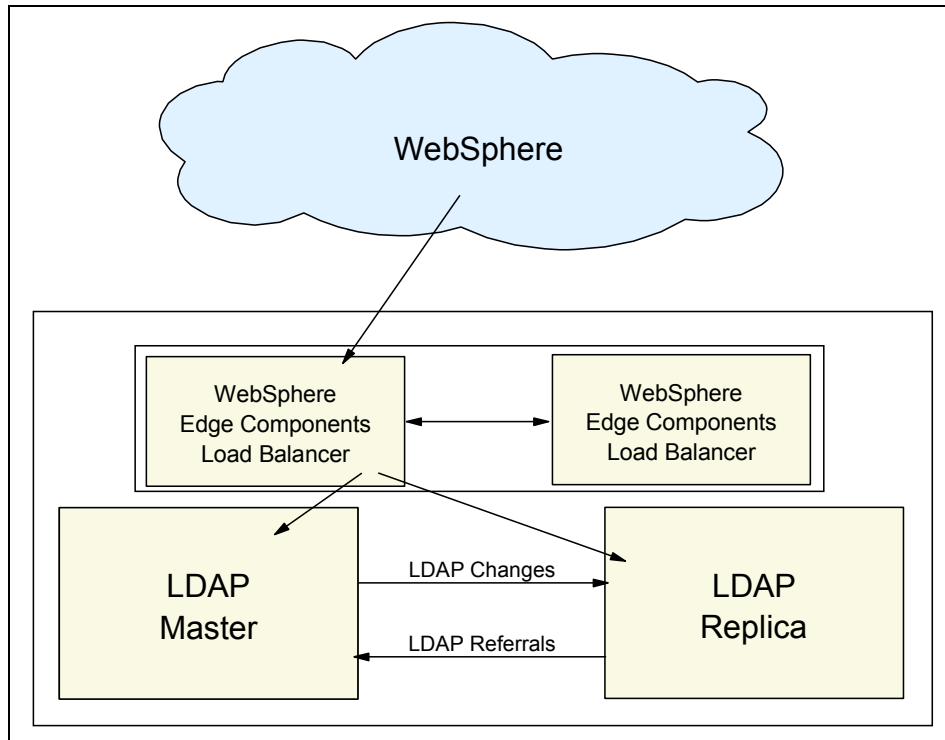 WebSphere
WebSphere
Edge Components
Load Balancer
WebSphere
Edge Components
Load Balancer
LDAP
Master
LDAP Changes
LDAP Referrals
LDAP
Replica